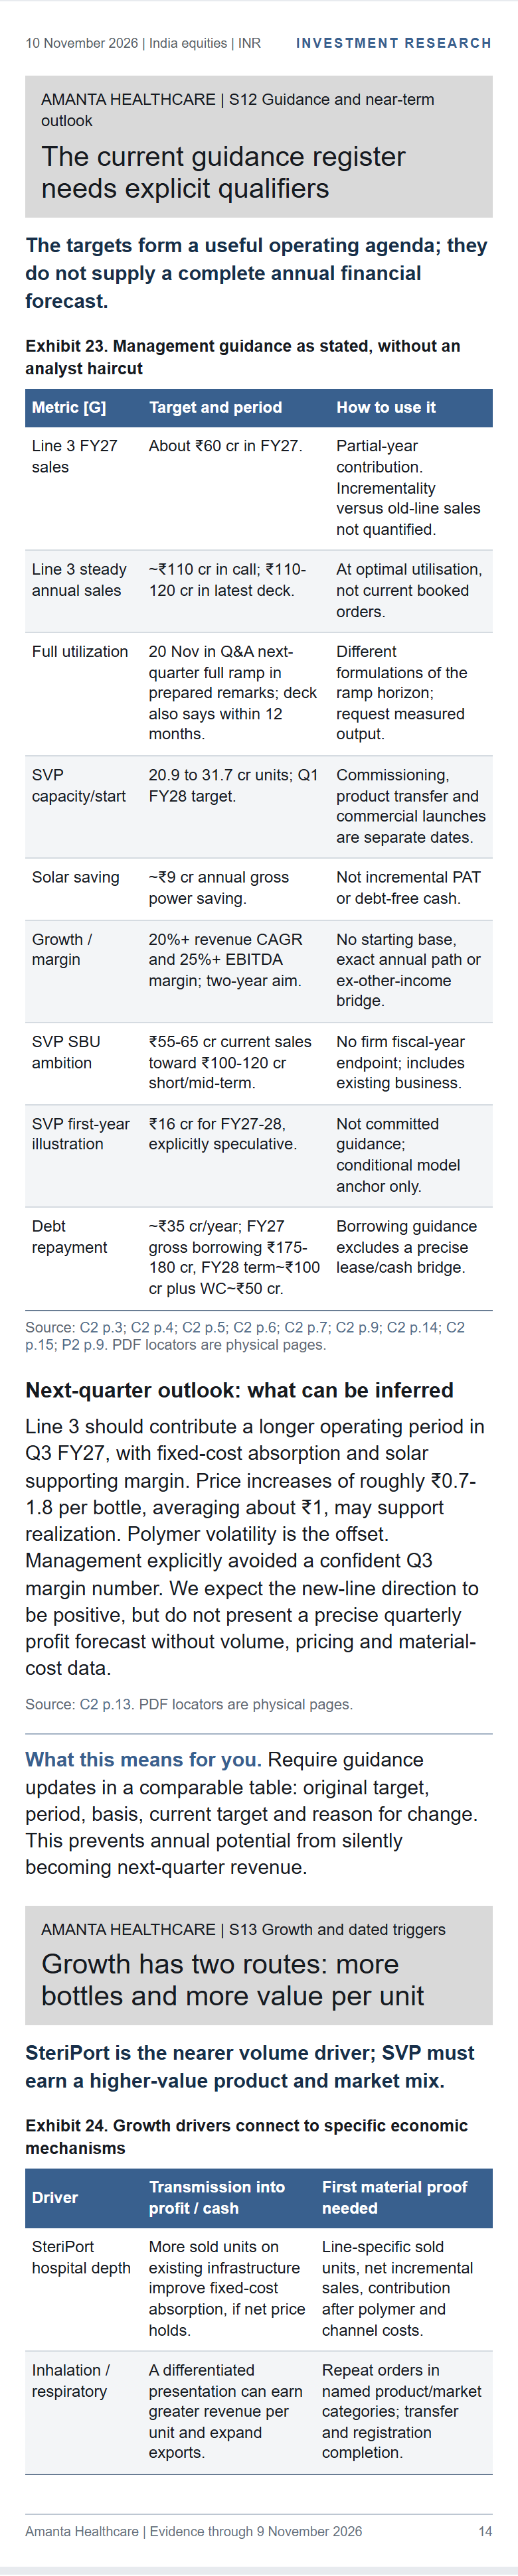 10 November 2026 | India equities | INR
INVESTMENT RESEARCH
AMANTA HEALTHCARE | S12 Guidance and near-term
outlook
The current guidance register
needs explicit qualifiers
The targets form a useful operating agenda; they
do not supply a complete annual financial
forecast.
Exhibit 23. Management guidance as stated, without an
analyst haircut
Metric [G]
Target and period
How to use it
Line 3 FY27
sales
About ₹60 cr in FY27.
Partial-year
contribution.
Incrementality
versus old-line sales
not quantified.
Line 3 steady
annual sales
~₹110 cr in call; ₹110-
120 cr in latest deck.
At optimal utilisation,
not current booked
orders.
Full utilization
20 Nov in Q&A next-
quarter full ramp in
prepared remarks; deck
also says within 12
months.
Different
formulations of the
ramp horizon;
request measured
output.
SVP
capacity/start
20.9 to 31.7 cr units; Q1
FY28 target.
Commissioning,
product transfer and
commercial launches
are separate dates.
Solar saving
~₹9 cr annual gross
power saving.
Not incremental PAT
or debt-free cash.
Growth /
margin
20%+ revenue CAGR
and 25%+ EBITDA
margin; two-year aim.
No starting base,
exact annual path or
ex-other-income
bridge.
SVP SBU
ambition
₹55-65 cr current sales
toward ₹100-120 cr
short/mid-term.
No firm fiscal-year
endpoint; includes
existing business.
SVP first-year
illustration
₹16 cr for FY27-28,
explicitly speculative.
Not committed
guidance;
conditional model
anchor only.
Debt
repayment
~₹35 cr/year; FY27
gross borrowing ₹175-
180 cr, FY28 term~₹100
cr plus WC~₹50 cr.
Borrowing guidance
excludes a precise
lease/cash bridge.
Source: C2 p.3; C2 p.4; C2 p.5; C2 p.6; C2 p.7; C2 p.9; C2 p.14; C2
p.15; P2 p.9. PDF locators are physical pages.
Next-quarter outlook: what can be inferred
Line 3 should contribute a longer operating period in
Q3 FY27, with fixed-cost absorption and solar
supporting margin. Price increases of roughly ₹0.7-
1.8 per bottle, averaging about ₹1, may support
realization. Polymer volatility is the offset.
Management explicitly avoided a confident Q3
margin number. We expect the new-line direction to
be positive, but do not present a precise quarterly
profit forecast without volume, pricing and material-
cost data.
Source: C2 p.13. PDF locators are physical pages.
What this means for you. Require guidance
updates in a comparable table: original target,
period, basis, current target and reason for change.
This prevents annual potential from silently
becoming next-quarter revenue.
AMANTA HEALTHCARE | S13 Growth and dated triggers
Growth has two routes: more
bottles and more value per unit
SteriPort is the nearer volume driver; SVP must
earn a higher-value product and market mix.
Exhibit 24. Growth drivers connect to specific economic
mechanisms
Driver
Transmission into
profit / cash
First material proof
needed
SteriPort
hospital depth
More sold units on
existing infrastructure
improve fixed-cost
absorption, if net price
holds.
Line-specific sold
units, net incremental
sales, contribution
after polymer and
channel costs.
Inhalation /
respiratory
A differentiated
presentation can earn
greater revenue per
unit and expand
exports.
Repeat orders in
named product/market
categories; transfer
and registration
completion.
Amanta Healthcare | Evidence through 9 November 2026
14